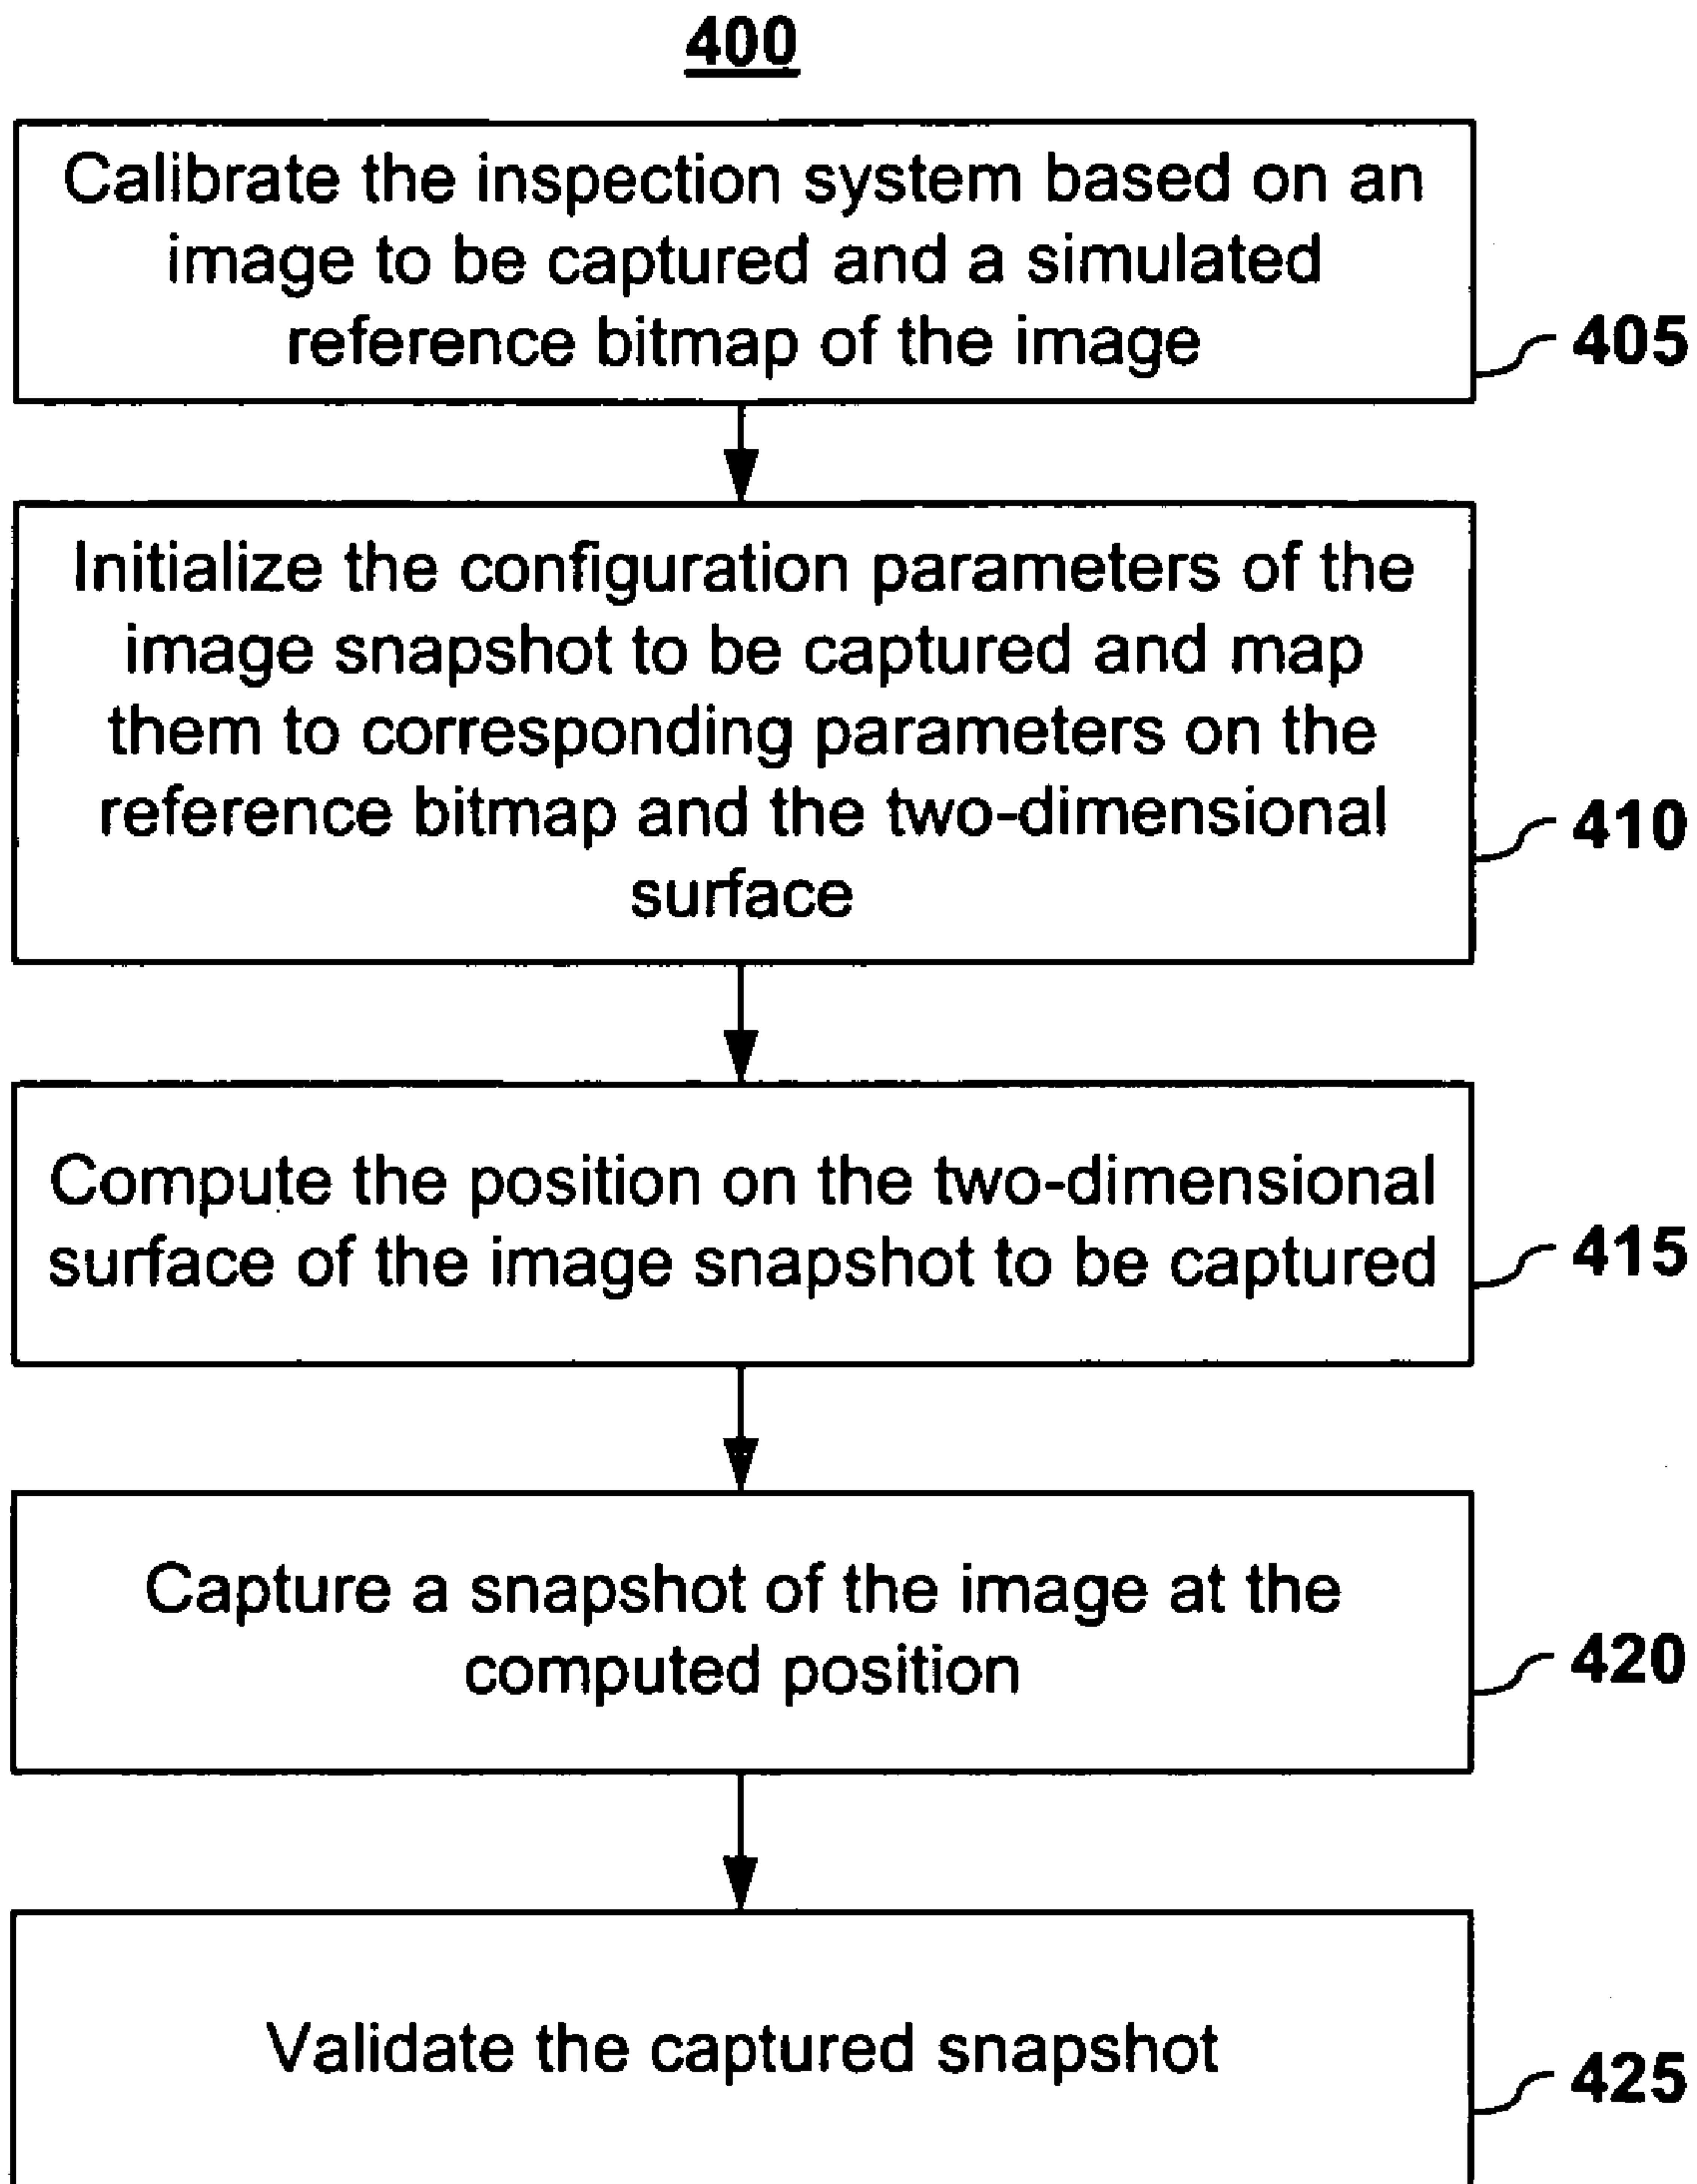 400
Calibrate the inspection system based on an
image to be captured and a simulated
reference bitmap of the image
405
Initialize the configuration parameters of the
image snapshot to be captured and map
them to corresponding parameters on the
reference bitmap and the two-dimensional
surface
410
Compute the position on the two-dimensional
surface of the image snapshot to be captured
415
Capture a snapshot of the image at the
computed position
420
Validate the captured snapshot
425